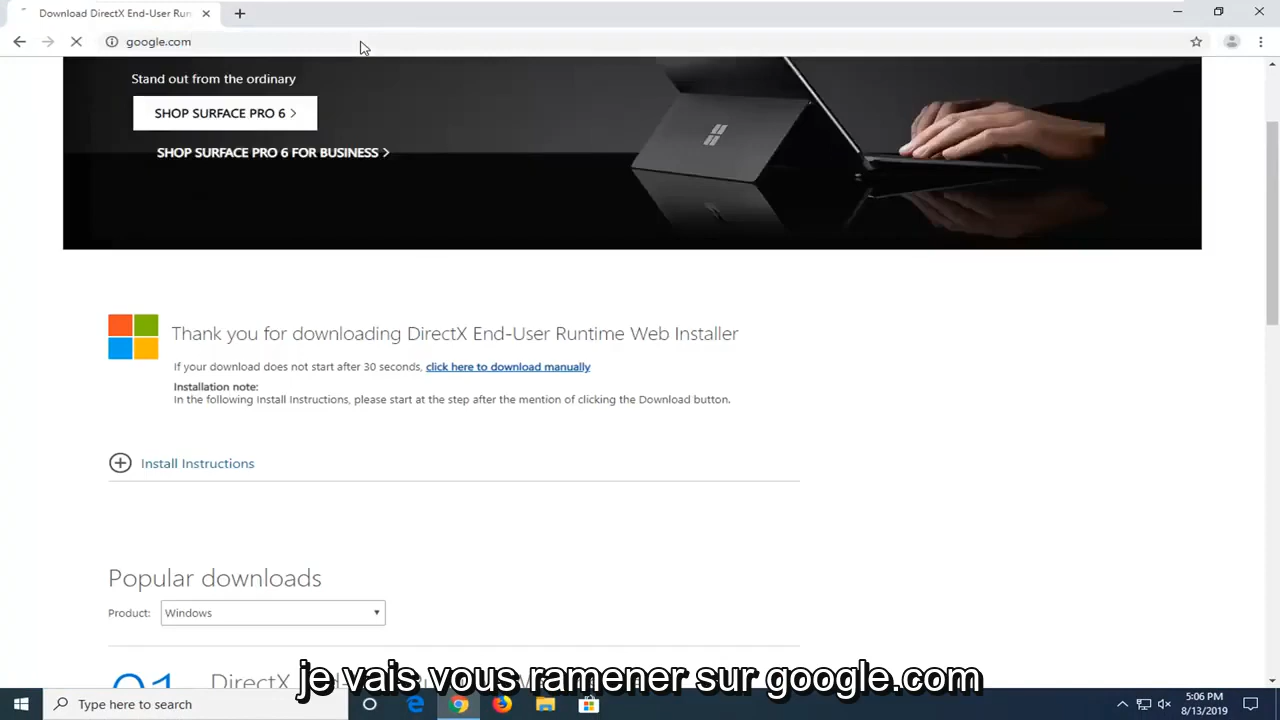 Download DirectX End-User Run
google.com
Stand out from the ordinary
SHOP SURFACE PRO 6 >
SHOP SURFACE PRO 6 FOR BUSINESS >
Thank you for downloading DirectX End-User Runtime Web Installer
If your download does not start after 30 seconds, click here to download manually
Installation note:
In the following Install Instructions, please start at the step after the mention of clicking the Download button.
Install Instructions
Popular downloads
Product: Windows
01 DirectX
je vais vous ramener sur google.com
Type here to search
5:06 PM
8/13/2019